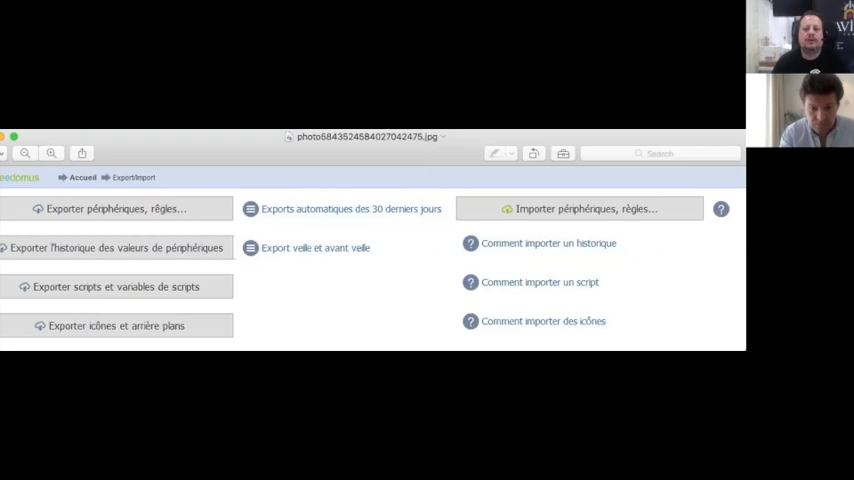 photo5843524584027042475.jpg
Search
eedomus Accueil Export/Import
Exporter périphériques, règles... Exports automatiques des 30 derniers jours Importer périphériques, règles... ?
Exporter l'historique des valeurs de périphériques Export veille et avant veille ? Comment importer un historique
Exporter scripts et variables de scripts ? Comment importer un script
Exporter icônes et arrière plans ? Comment importer des icônes